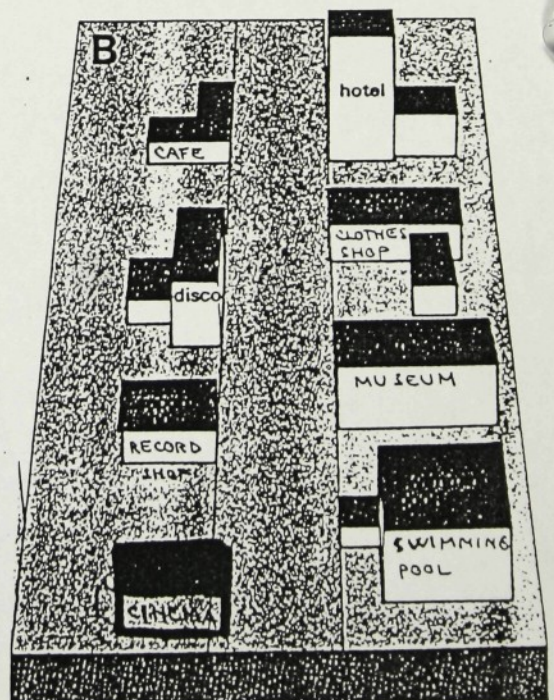 B
hotel
CAFE
CLOTHES
SHOP
disco
MUSEUM
RECORD
SHOP
SWIMMING
POOL
CINEMA